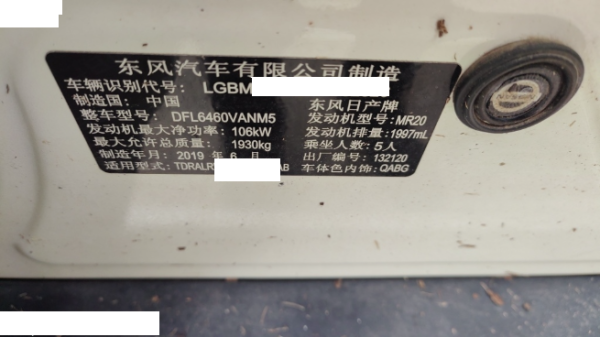 东风汽车有限公司制造
车辆识别代号: LGBM
制造国: 中国 东风日产牌
整车型号: DFL6460VANM5 发动机型号: MR20
发动机最大净功率: 106kW 发动机排量: 1997mL
最大允许总质量: 1930kg 乘坐人数: 5人
制造年月: 2019 年 6 月 出厂编号: 132120
适用型式: TDRALR AB 车体色内饰: QABG